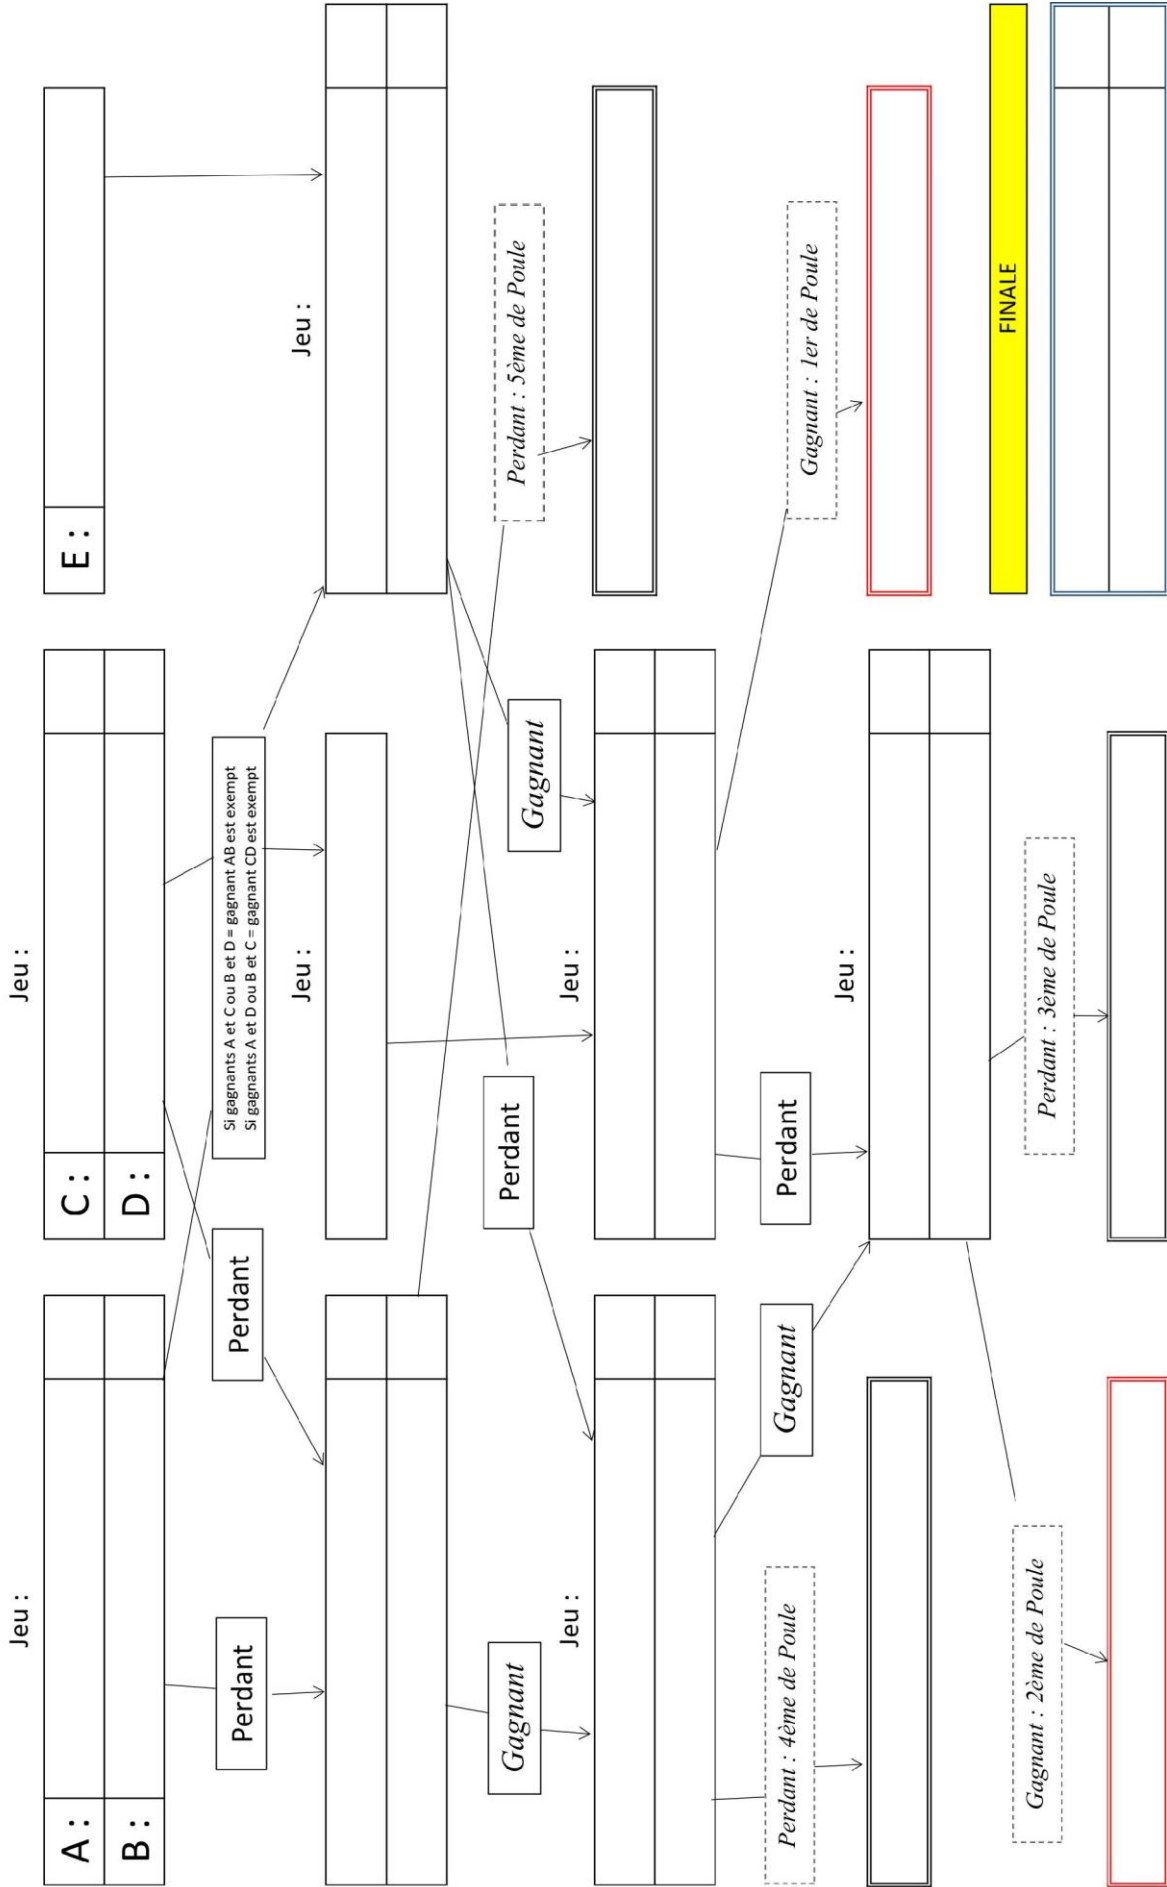 Jeu :
Jeu :
A :
B :
C :
D :
E :
Perdant
Perdant
Si gagnants A et C ou B et D = gagnant AB est exempt
Si gagnants A et D ou B et C = gagnant CD est exempt
Jeu :
Jeu :
Gagnant
Perdant
Gagnant
Perdant : 5ème de Poule
Jeu :
Jeu :
Perdant : 4ème de Poule
Gagnant
Perdant
Gagnant : 1er de Poule
Jeu :
Gagnant : 2ème de Poule
Perdant : 3ème de Poule
FINALE